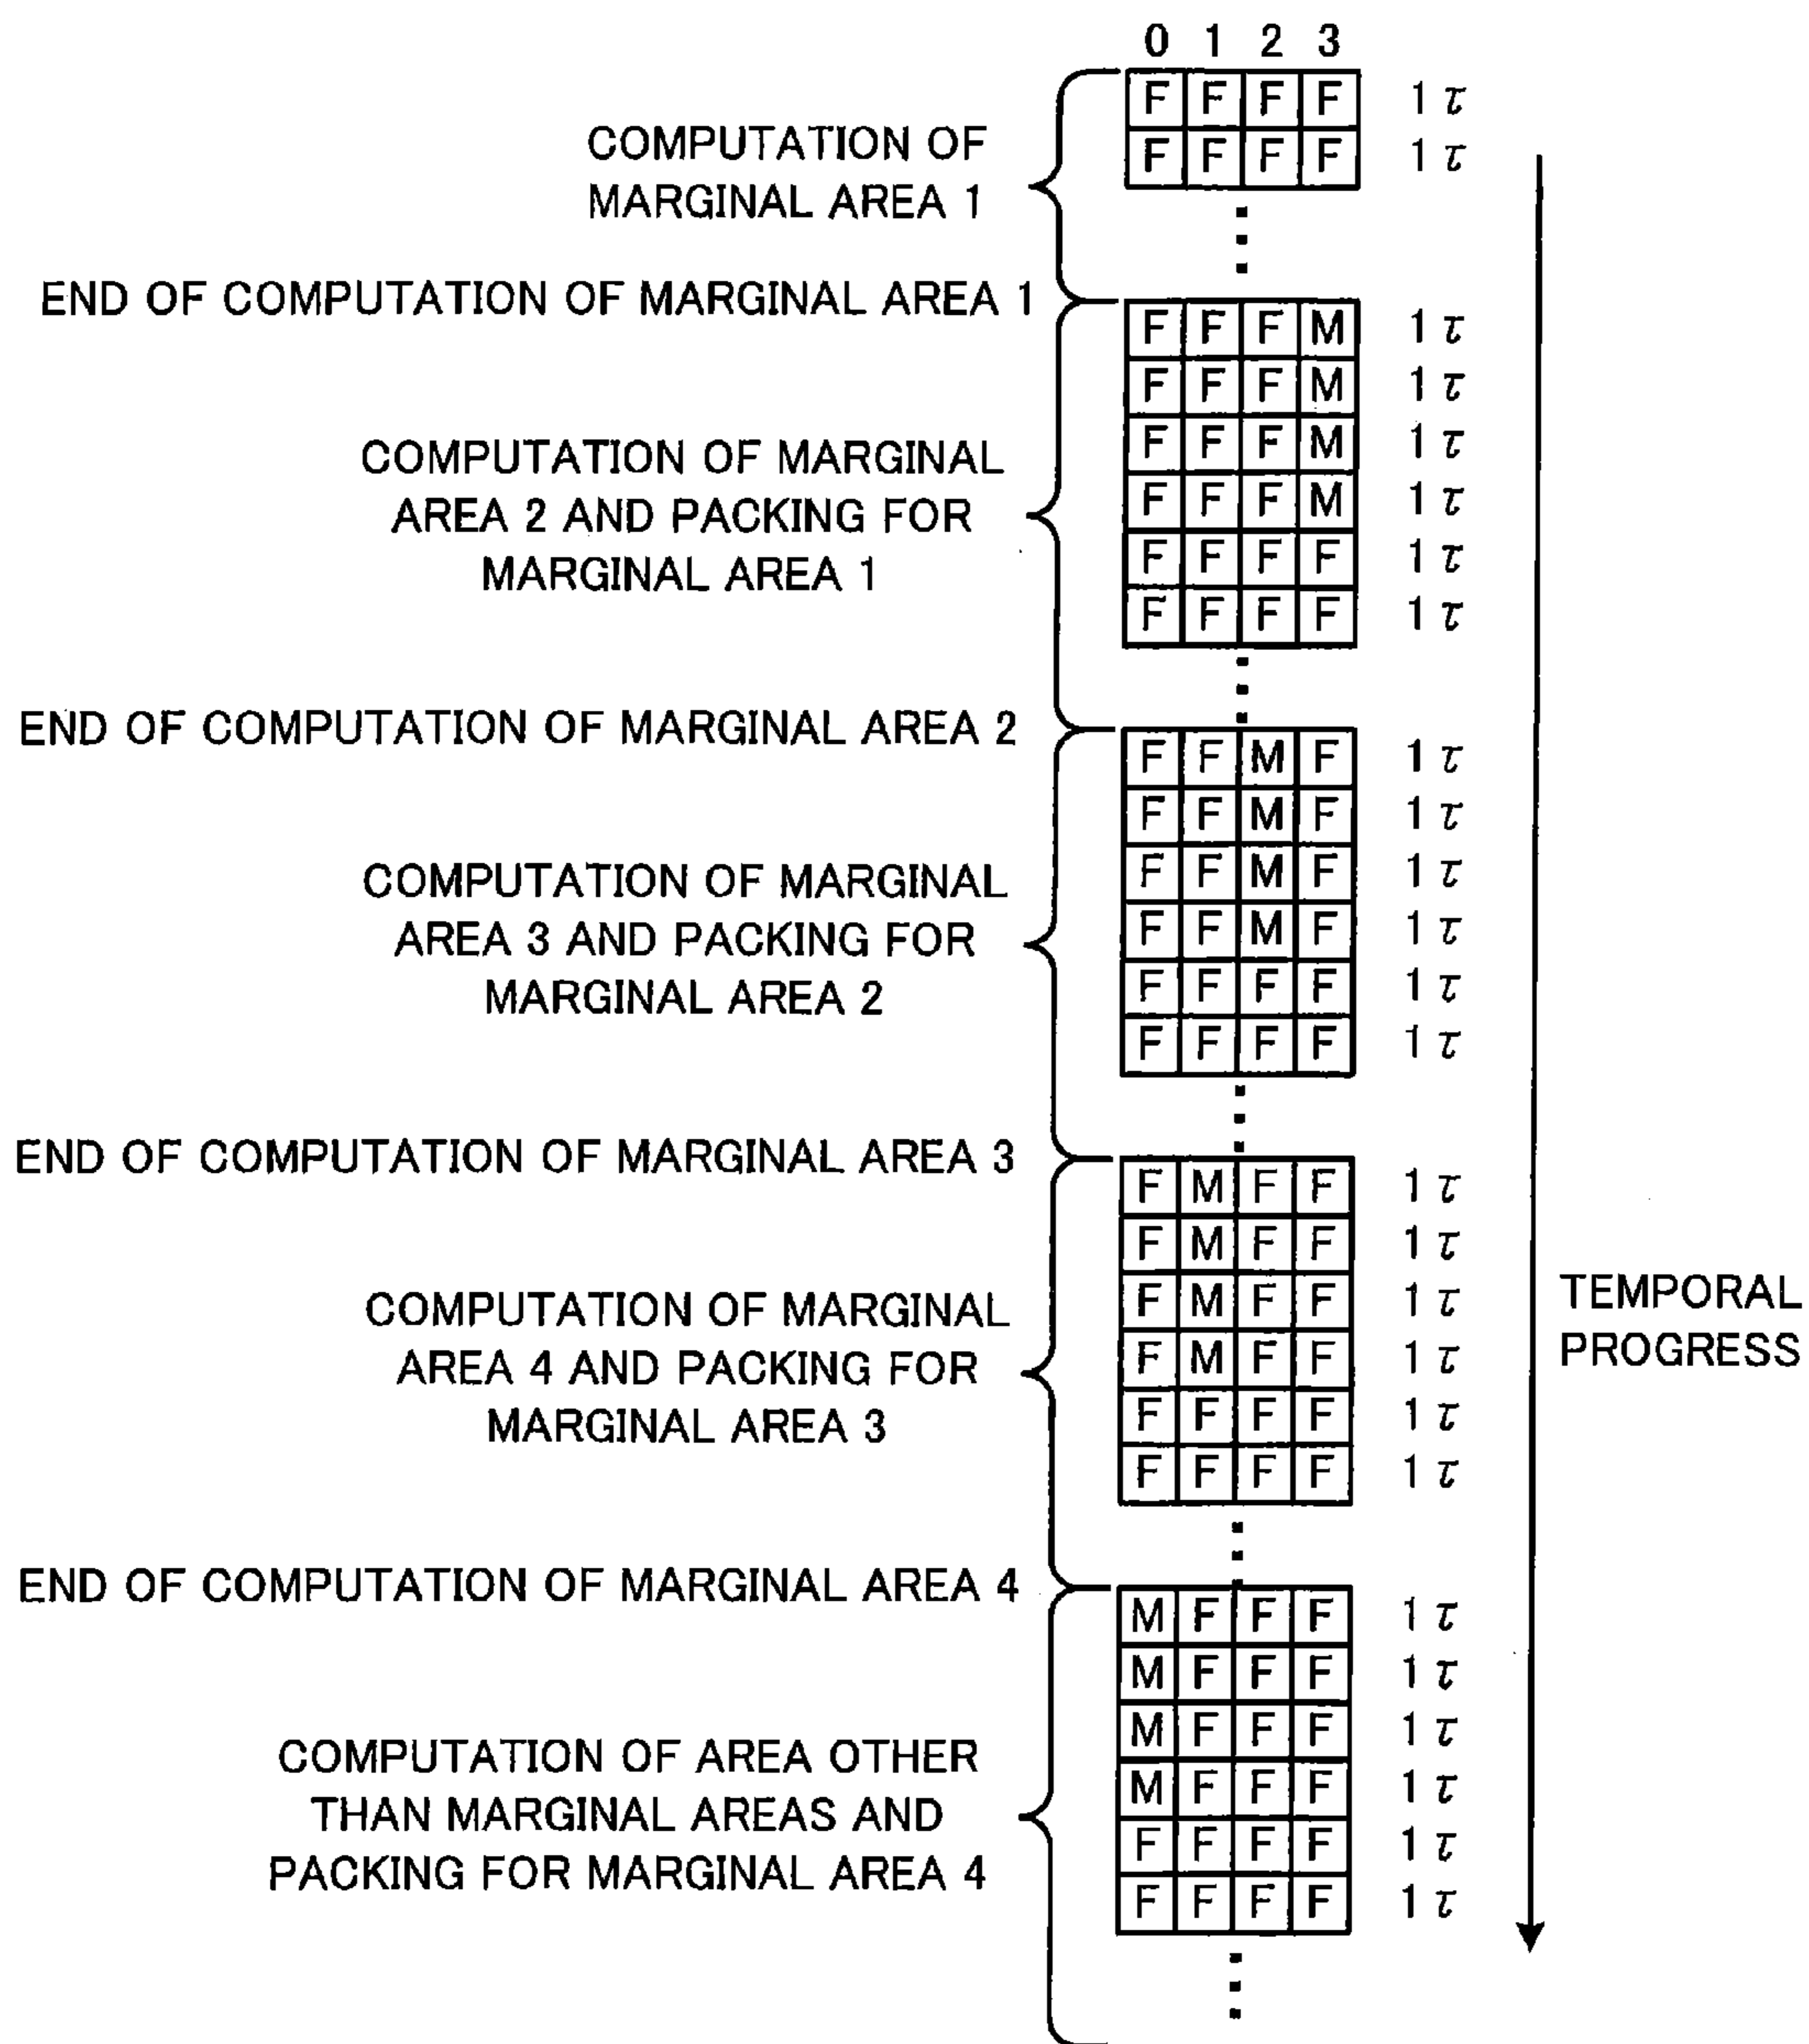 0 1 2 3
F F F F 1 τ
COMPUTATION OF
MARGINAL AREA 1
F F F F 1 τ
END OF COMPUTATION OF MARGINAL AREA 1
F F F M 1 τ
F F F M 1 τ
F F F M 1 τ
F F F M 1 τ
F F F F 1 τ
F F F F 1 τ
COMPUTATION OF MARGINAL
AREA 2 AND PACKING FOR
MARGINAL AREA 1
END OF COMPUTATION OF MARGINAL AREA 2
F F M F 1 τ
F F M F 1 τ
F F M F 1 τ
F F M F 1 τ
F F F F 1 τ
F F F F 1 τ
COMPUTATION OF MARGINAL
AREA 3 AND PACKING FOR
MARGINAL AREA 2
END OF COMPUTATION OF MARGINAL AREA 3
F M F F 1 τ
F M F F 1 τ
F M F F 1 τ
F M F F 1 τ
F F F F 1 τ
F F F F 1 τ
COMPUTATION OF MARGINAL
AREA 4 AND PACKING FOR
MARGINAL AREA 3
TEMPORAL
PROGRESS
END OF COMPUTATION OF MARGINAL AREA 4
M F F F 1 τ
M F F F 1 τ
M F F F 1 τ
M F F F 1 τ
F F F F 1 τ
F F F F 1 τ
COMPUTATION OF AREA OTHER
THAN MARGINAL AREAS AND
PACKING FOR MARGINAL AREA 4